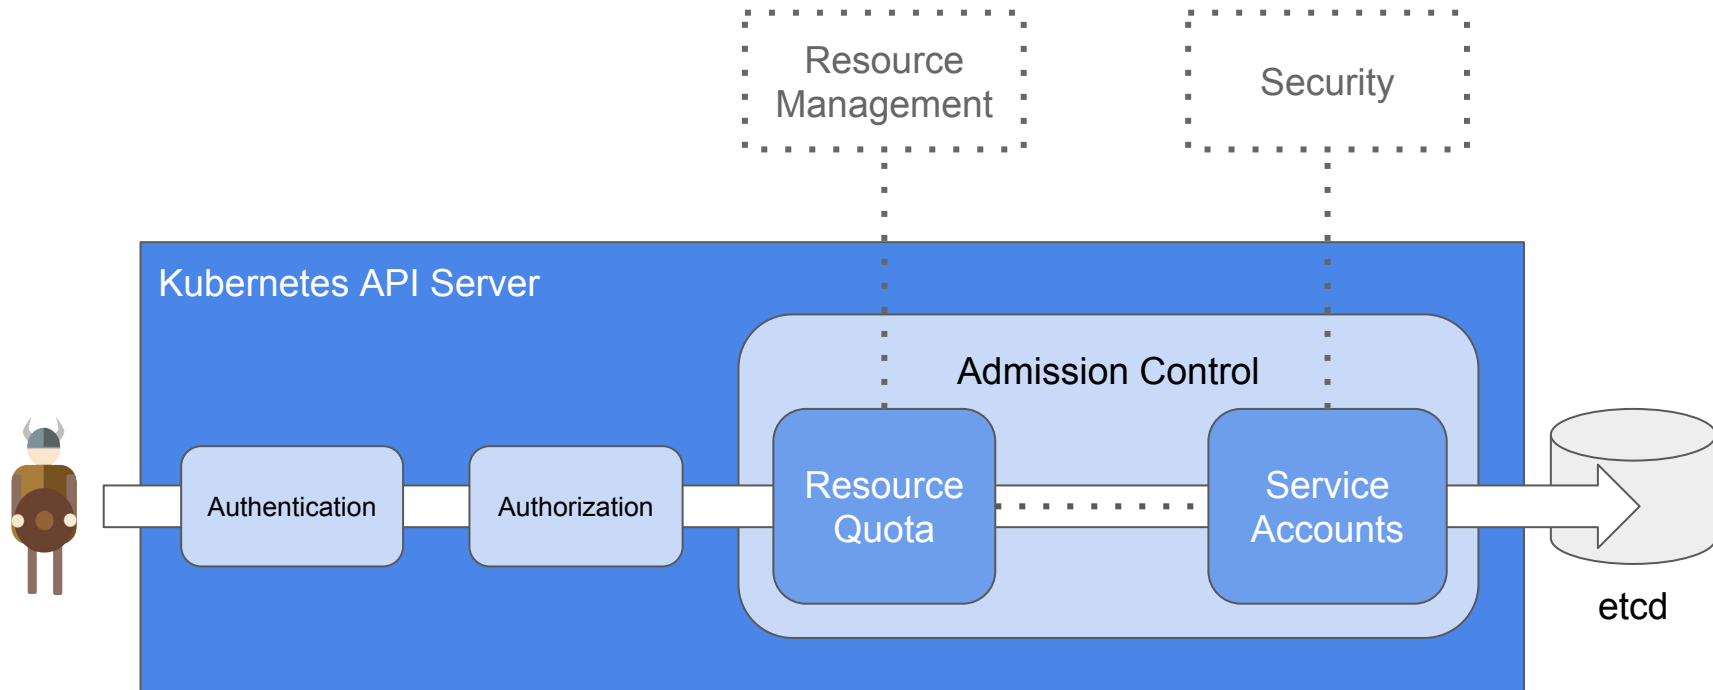 Resource
Management
Security
Kubernetes API Server
Admission Control
Authentication
Authorization
Resource
Quota
Service
Accounts
etcd